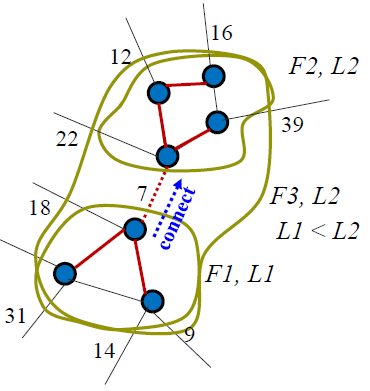 16
12
F2, L2
39
22
7
connect
F3, L2
18
L1 < L2
F1, L1
31
9
14